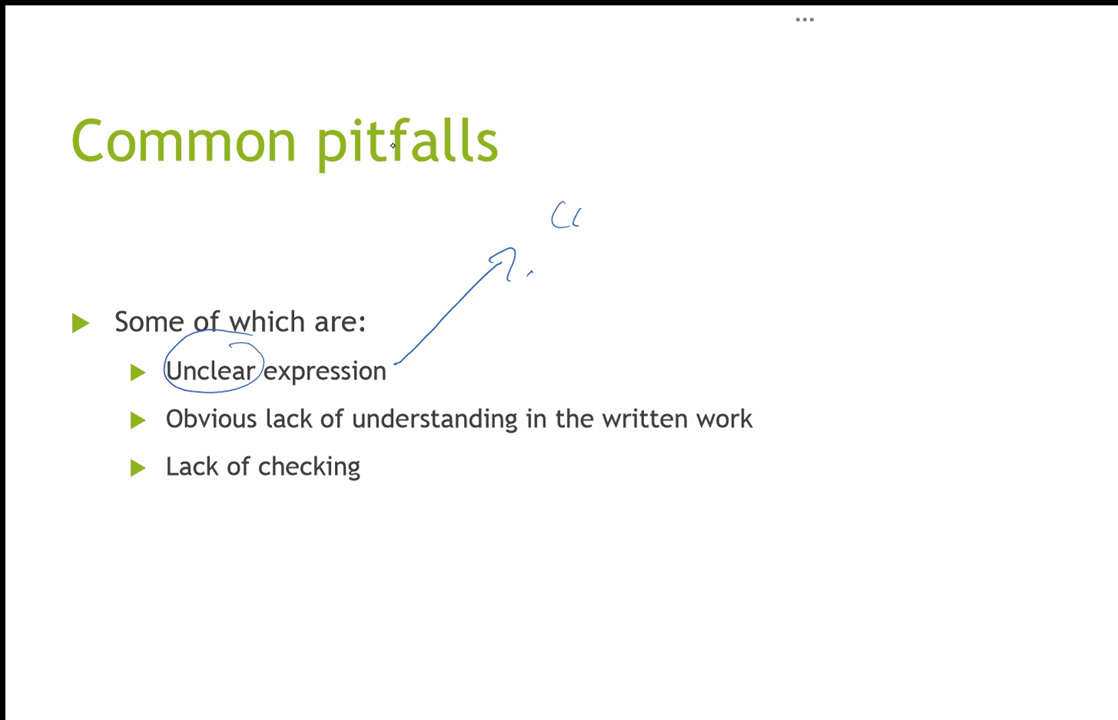 Common pitfalls
Some of which are:
Unclear expression
Obvious lack of understanding in the written work
Lack of checking